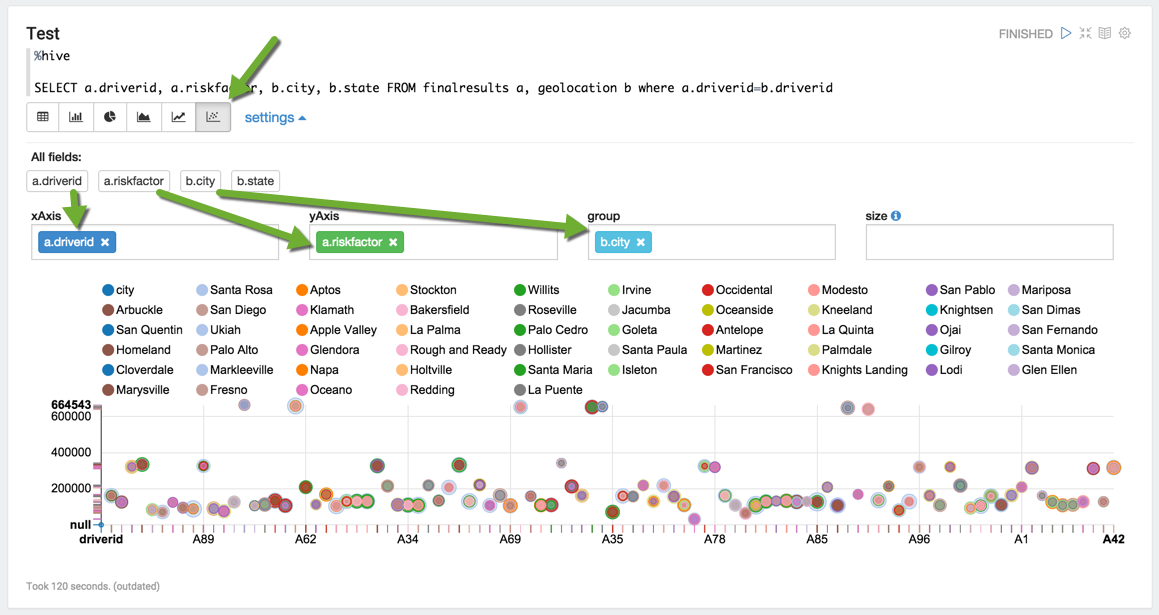 Test
FINISHED
%hive
SELECT a.driverid, a.riskfactor, b.city, b.state FROM finalresults a, geolocation b where a.driverid=b.driverid
settings
All fields:
a.driverid a.riskfactor b.city b.state
xAxis yAxis group size
a.driverid a.riskfactor b.city
city Santa Rosa Aptos Stockton Willits Irvine Occidental Modesto San Pablo Mariposa
Arbuckle San Diego Klamath Bakersfield Roseville Jacumba Oceanside Kneeland Knightsen San Dimas
San Quentin Ukiah Apple Valley La Palma Palo Cedro Goleta Antelope La Quinta Ojai San Fernando
Homeland Palo Alto Glendora Rough and Ready Hollister Santa Paula Martinez Palmdale Gilroy Santa Monica
Cloverdale Markleeville Napa Holtville Santa Maria Isleton San Francisco Knights Landing Lodi Glen Ellen
Marysville Fresno Oceano Redding La Puente
664543
600000
400000
200000
null
driverid A89 A62 A34 A69 A35 A78 A85 A96 A1 A42
Took 120 seconds. (outdated)